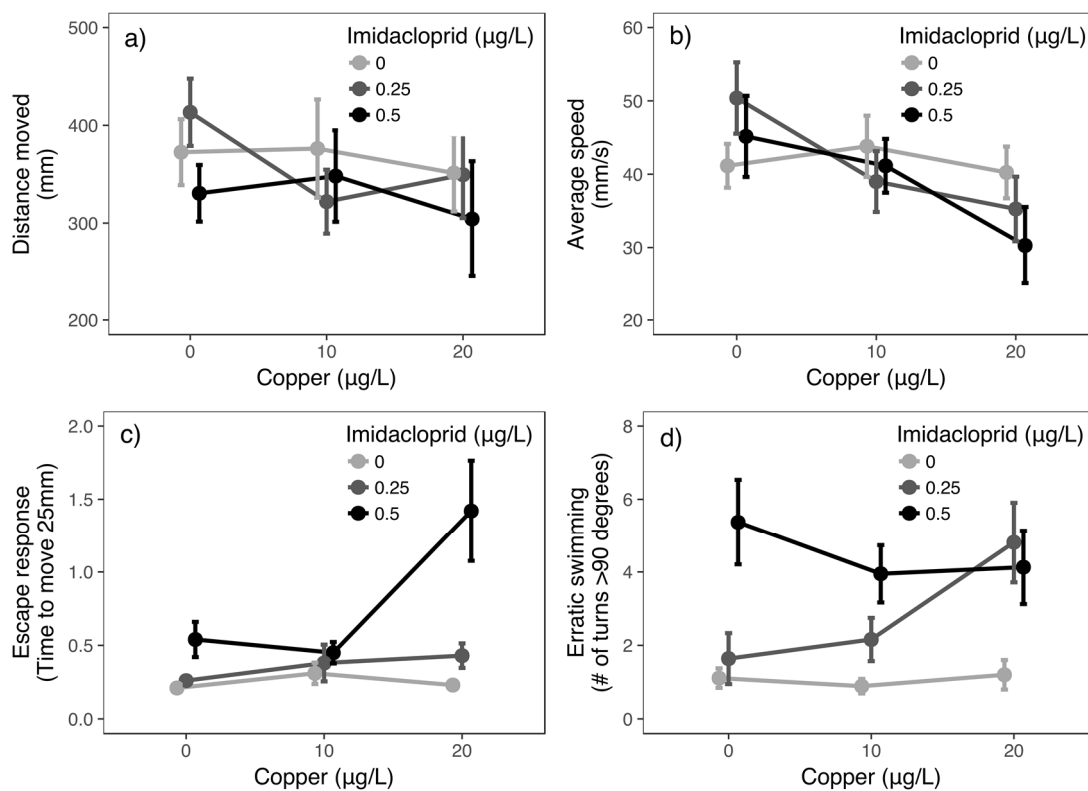 a)
Imidacloprid (µg/L)
0
0.25
0.5
500
400
300
200
Distance moved
(mm)
0
10
20
Copper (µg/L)
b)
Imidacloprid (µg/L)
0
0.25
0.5
60
50
40
30
20
Average speed
(mm/s)
0
10
20
Copper (µg/L)
c)
Imidacloprid (µg/L)
0
0.25
0.5
2.0
1.5
1.0
0.5
0.0
Escape response
(Time to move 25mm)
0
10
20
Copper (µg/L)
d)
Imidacloprid (µg/L)
0
0.25
0.5
8
6
4
2
0
Erratic swimming
(# of turns >90 degrees)
0
10
20
Copper (µg/L)